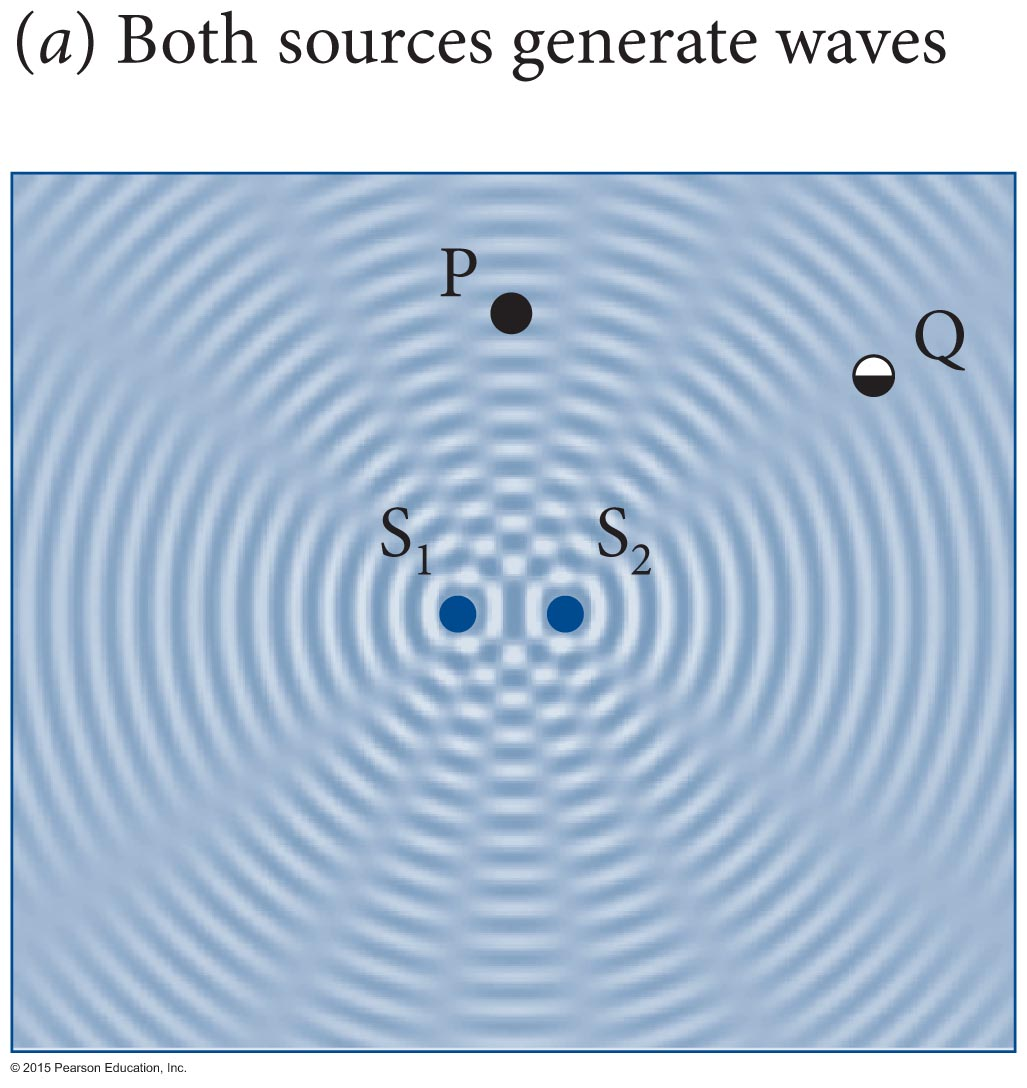 (a) Both sources generate waves
P
Q
S1 S2
© 2015 Pearson Education, Inc.